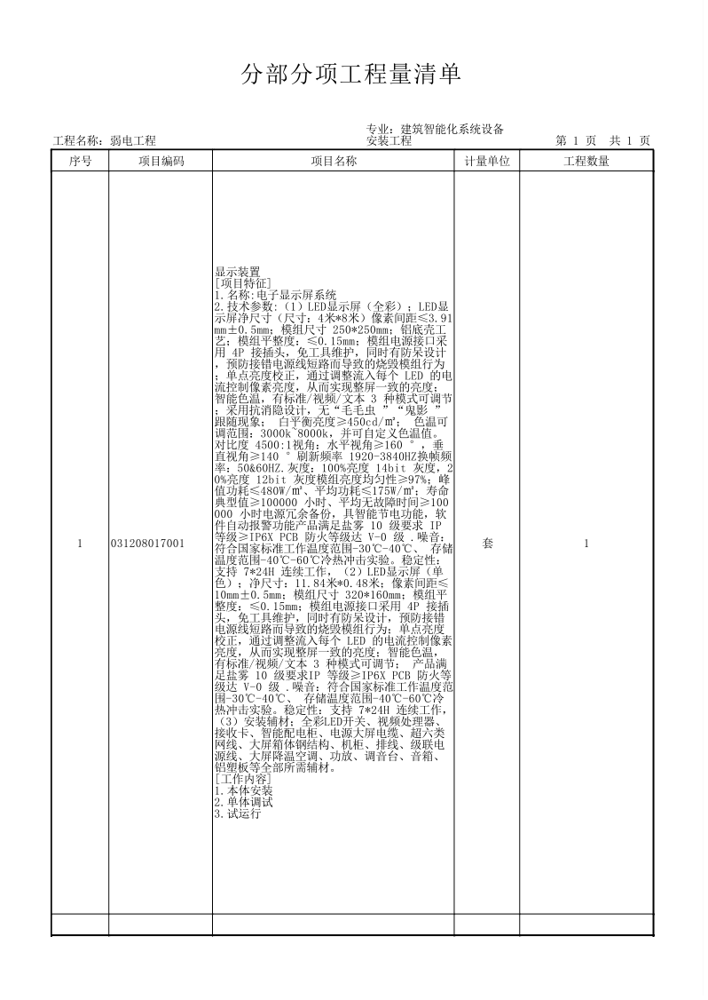 分部分项工程量清单
专业：建筑智能化系统设备
工程名称：弱电工程 安装工程 第 1 页 共 1 页
序号 项目编码 项目名称 计量单位 工程数量
显示装置
[项目特征]
1.名称:电子显示屏系统
2.技术参数:（1）LED显示屏（全彩）；LED显
示屏净尺寸（尺寸：4米*8米）像素间距≤3.91
mm±0.5mm；模组尺寸 250*250mm；铝底壳工
艺；模组平整度：≤0.15mm；模组电源接口采
用 4P 接插头，免工具维护，同时有防呆设计
，预防接错电源线短路而导致的烧毁模组行为
；单点亮度校正，通过调整流入每个 LED 的电
流控制像素亮度，从而实现整屏一致的亮度；
智能色温，有标准/视频/文本 3 种模式可调节
；采用抗消隐设计，无“毛毛虫 ”“鬼影 ”
跟随现象； 白平衡亮度≥450cd/㎡； 色温可
调范围：3000k~8000k，并可自定义色温值。
对比度 4500:1视角：水平视角≥160 °，垂
直视角≥140 °刷新频率 1920-3840HZ换帧频
率：50&60HZ.灰度：100%亮度 14bit 灰度，2
0%亮度 12bit 灰度模组亮度均匀性≥97%；峰
值功耗≤480W/㎡、平均功耗≤175W/㎡；寿命
典型值≥100000 小时、平均无故障时间≥100
000 小时电源冗余备份，具智能节电功能，软
件自动报警功能产品满足盐雾 10 级要求 IP
等级≥IP6X PCB 防火等级达 V-0 级 .噪音：
1 031208017001 符合国家标准工作温度范围-30℃-40℃、 存储 套 1
温度范围-40℃-60℃冷热冲击实验。稳定性：
支持 7*24H 连续工作，（2）LED显示屏（单
色）；净尺寸：11.84米*0.48米；像素间距≤
10mm±0.5mm；模组尺寸 320*160mm；模组平
整度：≤0.15mm；模组电源接口采用 4P 接插
头，免工具维护，同时有防呆设计，预防接错
电源线短路而导致的烧毁模组行为；单点亮度
校正，通过调整流入每个 LED 的电流控制像素
亮度，从而实现整屏一致的亮度；智能色温，
有标准/视频/文本 3 种模式可调节； 产品满
足盐雾 10 级要求IP 等级≥IP6X PCB 防火等
级达 V-0 级 .噪音：符合国家标准工作温度范
围-30℃-40℃、 存储温度范围-40℃-60℃冷
热冲击实验。稳定性：支持 7*24H 连续工作，
（3）安装辅材；全彩LED开关、视频处理器、
接收卡、智能配电柜、电源大屏电缆、超六类
网线、大屏箱体钢结构、机柜、排线、级联电
源线、大屏降温空调、功放、调音台、音箱、
铝塑板等全部所需辅材。
[工作内容]
1.本体安装
2.单体调试
3.试运行